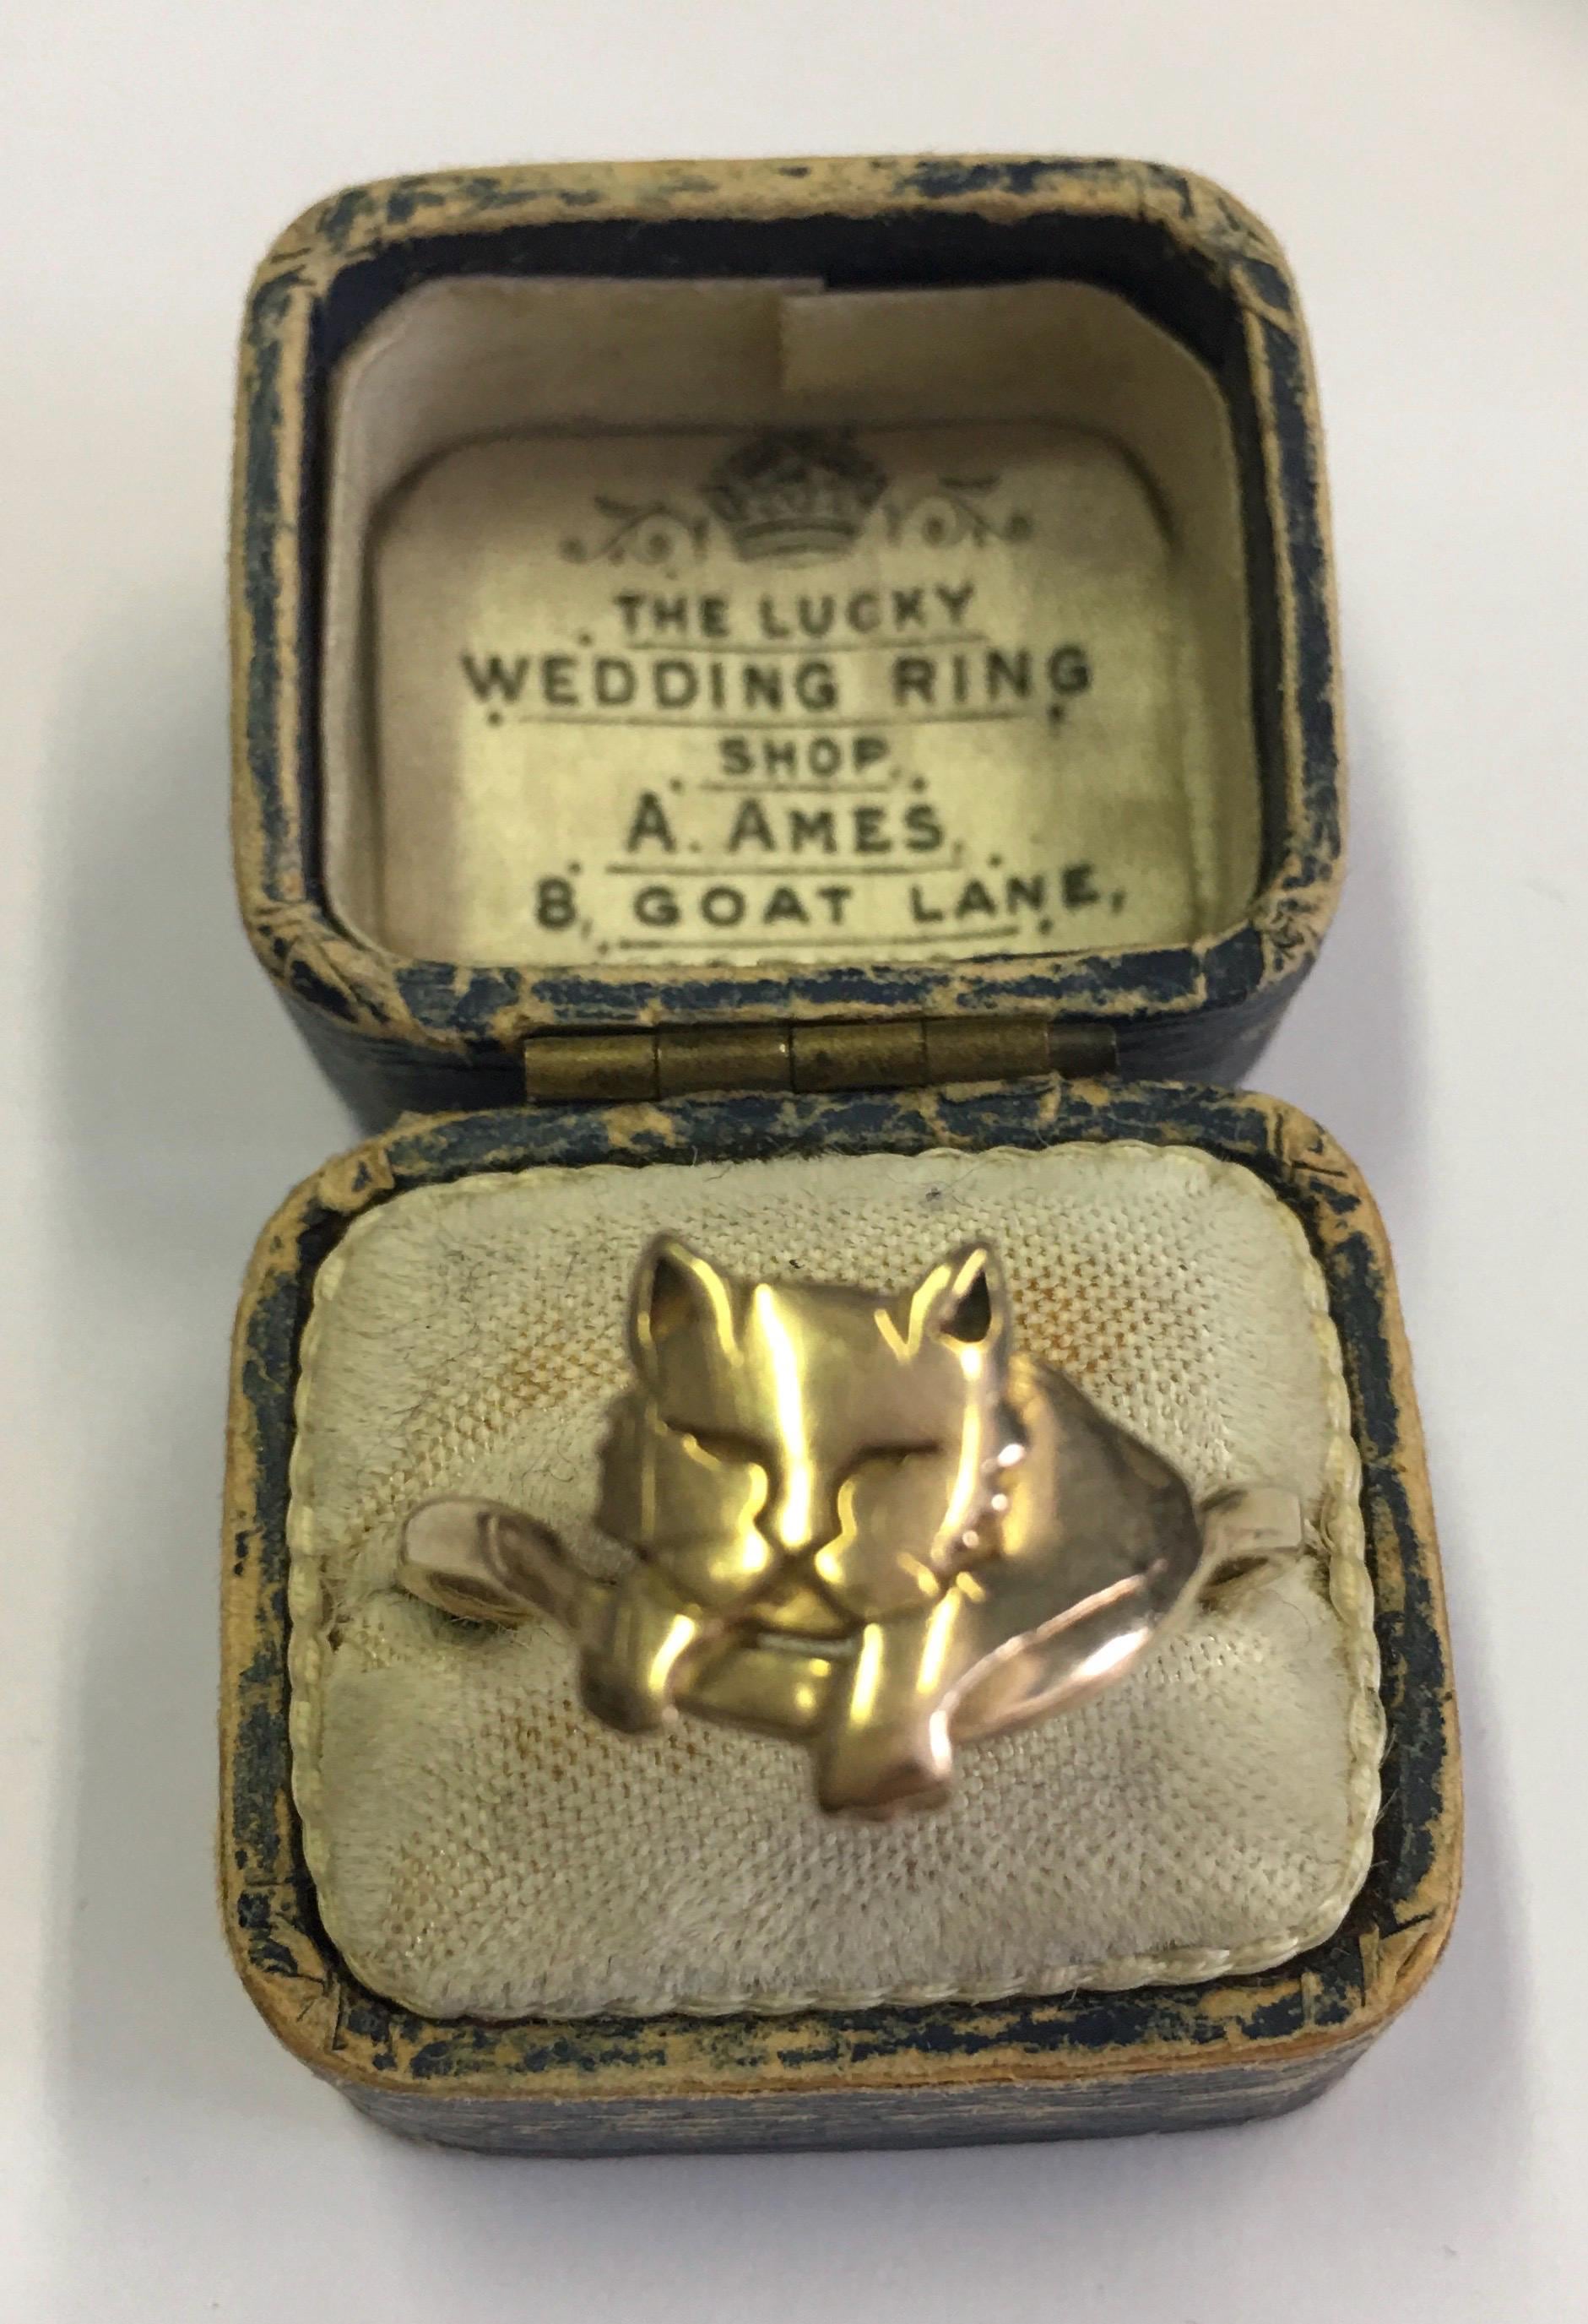 THE LUCKY
WEDDING RING
SHOP,
A. AMES,
8, GOAT LANE,